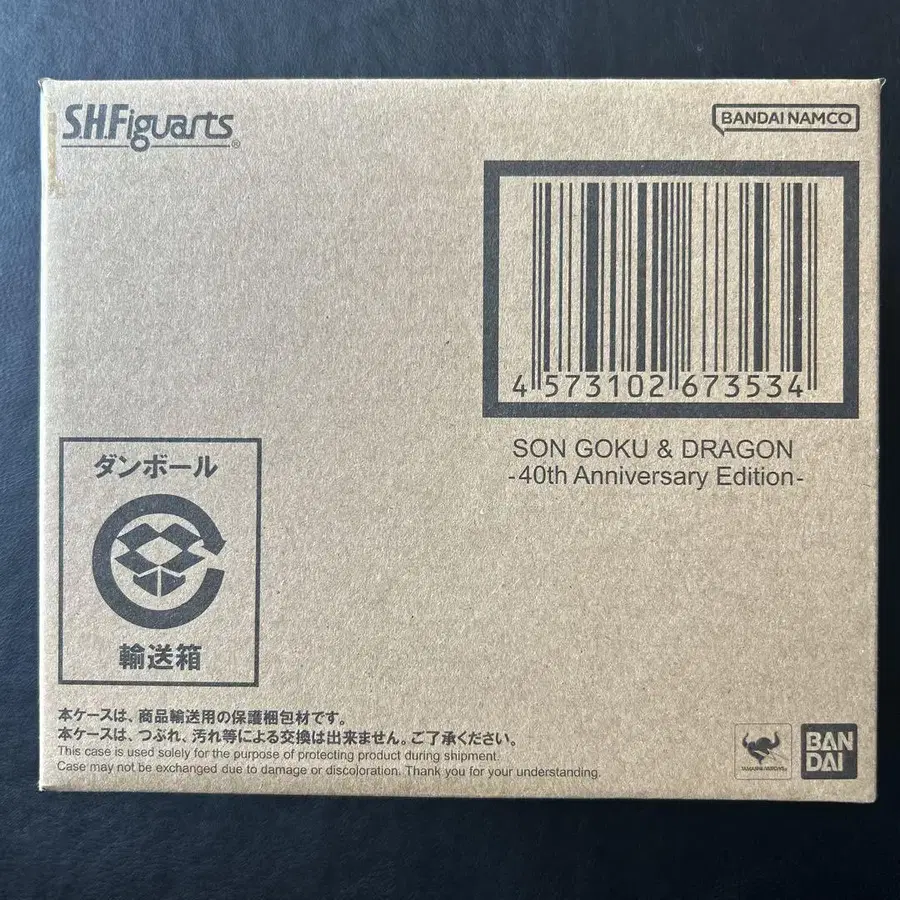 S.H.Figuarts
®
BANDAI NAMCO
4 573102 673534
SON GOKU & DRAGON
-40th Anniversary Edition-
ダンボール
輸送箱
本ケースは、商品輸送用の保護梱包材です。
本ケースは、つぶれ、汚れ等による交換は出来ません。ご了承ください。
This case is used solely for the purpose of protecting product during shipment.
Case may not be exchanged due to damage or discoloration. Thank you for your understanding.
BAN
DAI